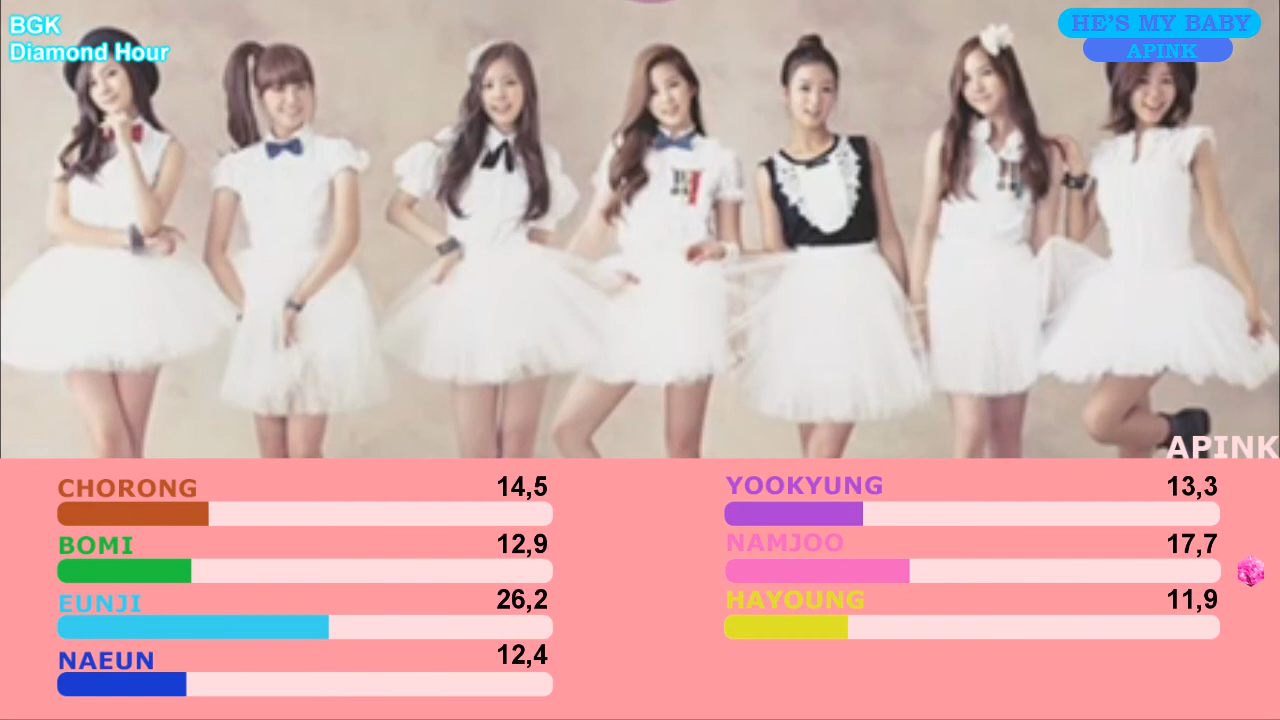 BGK
Diamond Hour
HE'S MY BABY
APINK
APINK
CHORONG 14,5
BOMI 12,9
EUNJI 26,2
NAEUN 12,4
YOOKYUNG 13,3
NAMJOO 17,7
HAYOUNG 11,9